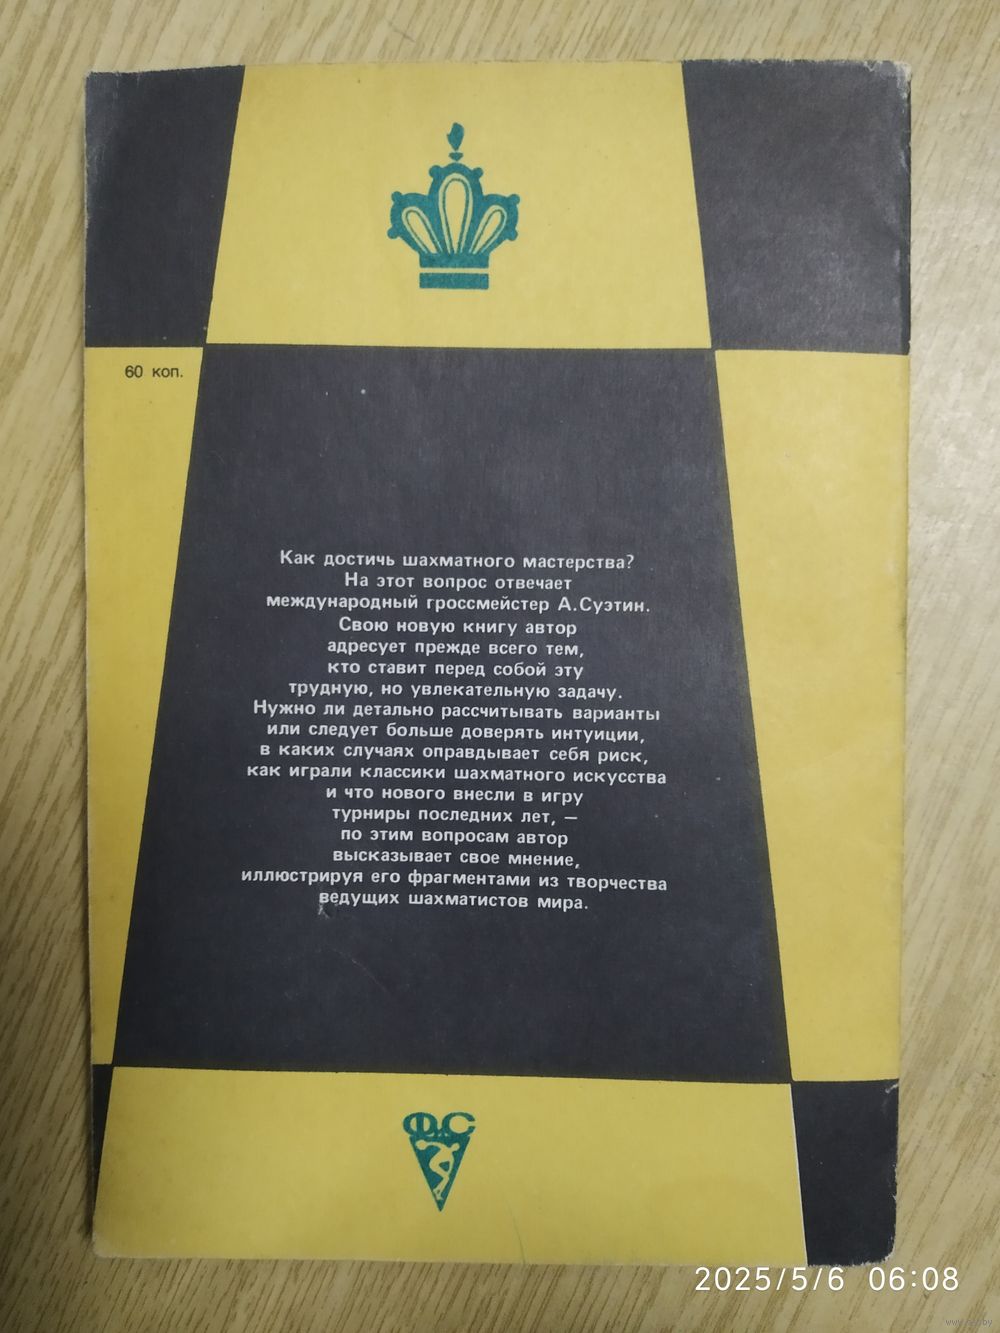 60 коп.
Как достичь шахматного мастерства?
На этот вопрос отвечает
международный гроссмейстер А.Суэтин.
Свою новую книгу автор
адресует прежде всего тем,
кто ставит перед собой эту
трудную, но увлекательную задачу.
Нужно ли детально рассчитывать варианты
или следует больше доверять интуиции,
в каких случаях оправдывает себя риск,
как играли классики шахматного искусства
и что нового внесли в игру
турниры последних лет, —
по этим вопросам автор
высказывает свое мнение,
иллюстрируя его фрагментами из творчества
ведущих шахматистов мира.
ФиС
2025/5/6 06:08